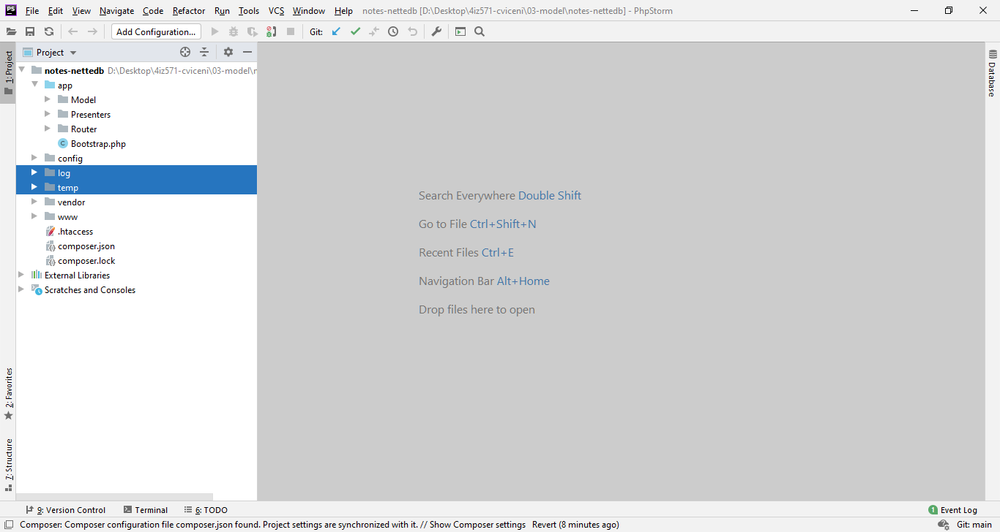 PS File Edit View Navigate Code Refactor Run Tools VCS Window Help notes-nettedb [D:\Desktop\4iz571-cviceni\03-model\notes-nettedb] - PhpStorm
Add Configuration... Git:
1: Project
2: Favorites
7: Structure
Project
notes-nettedb D:\Desktop\4iz571-cviceni\03-model\
app
Model
Presenters
Router
C Bootstrap.php
config
log
temp
vendor
www
.htaccess
composer.json
composer.lock
External Libraries
Scratches and Consoles
Search Everywhere Double Shift
Go to File Ctrl+Shift+N
Recent Files Ctrl+E
Navigation Bar Alt+Home
Drop files here to open
Database
9: Version Control Terminal 6: TODO 1 Event Log
Composer: Composer configuration file composer.json found. Project settings are synchronized with it. // Show Composer settings Revert (8 minutes ago) Git: main